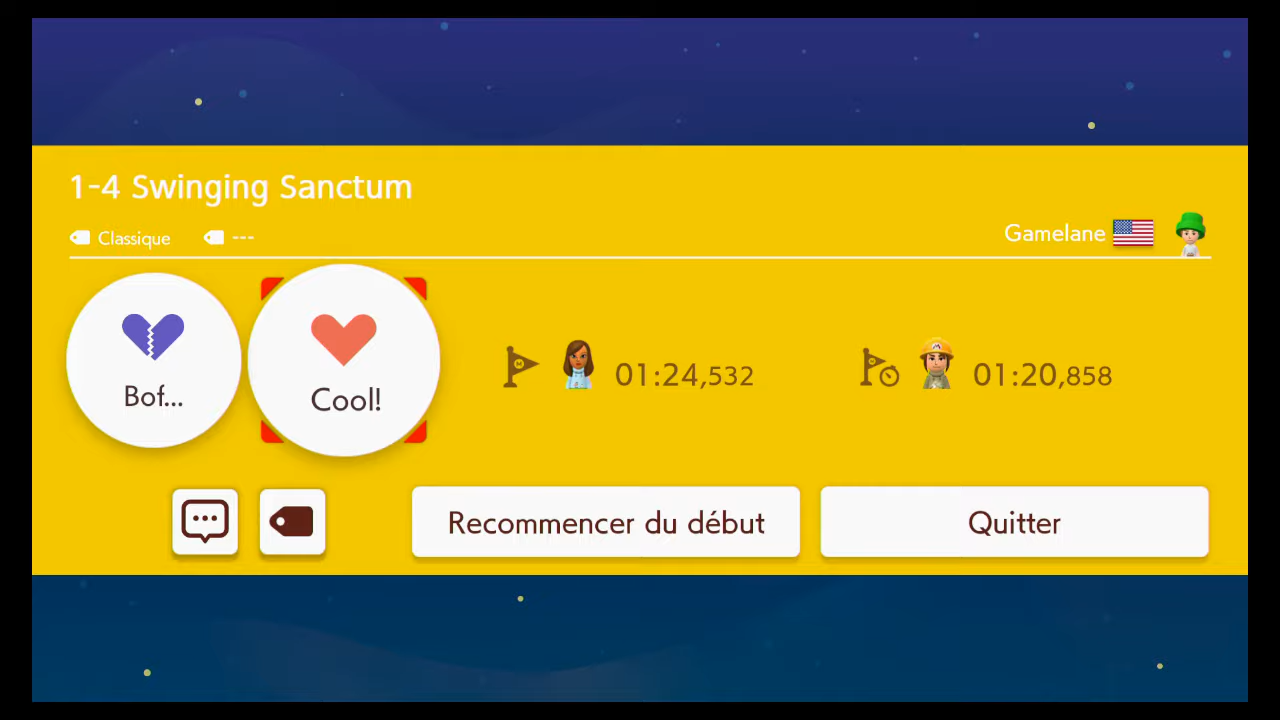 1-4 Swinging Sanctum
Classique ---
Gamelane
Bof...
Cool!
01:24,532
01:20,858
Recommencer du début
Quitter